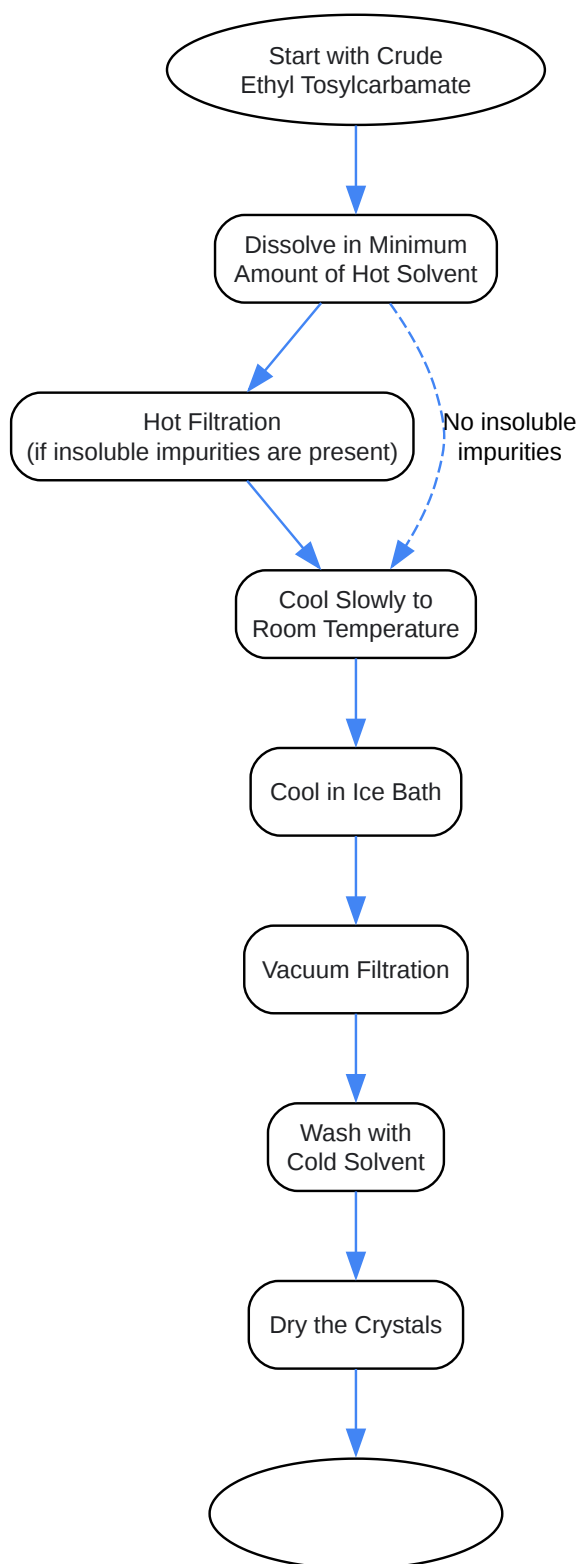 Start with Crude
Ethyl Tosylcarbamate
Dissolve in Minimum
Amount of Hot Solvent
Hot Filtration
(if insoluble impurities are present)
No insoluble
impurities
Cool Slowly to
Room Temperature
Cool in Ice Bath
Vacuum Filtration
Wash with
Cold Solvent
Dry the Crystals